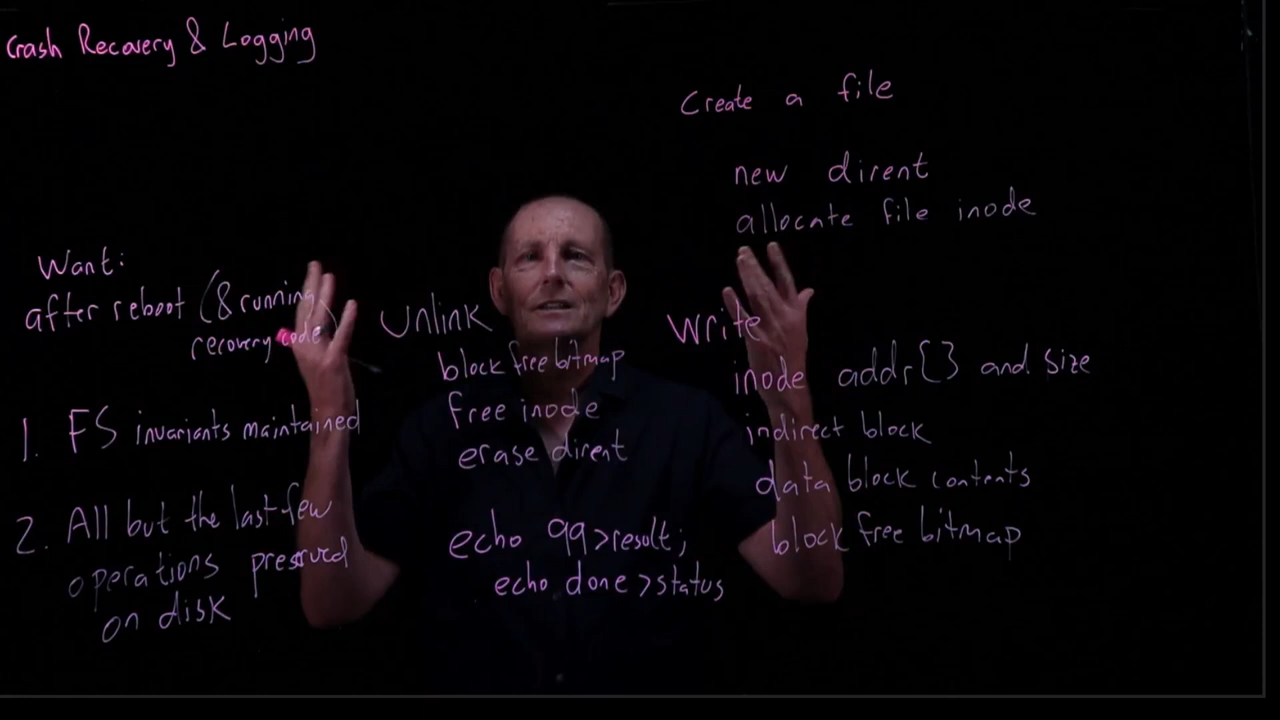 Crash Recovery & Logging
Create a file
new dirent
allocate file inode
Want:
after reboot (& running
recovery code)
1. FS invariants maintained
2. All but the last few
operations presrved
on disk
Unlink
block free bitmap
free inode
erase dirent
echo 99 > result;
echo done > status
Write
inode addr[] and size
indirect block
data block contents
block free bitmap